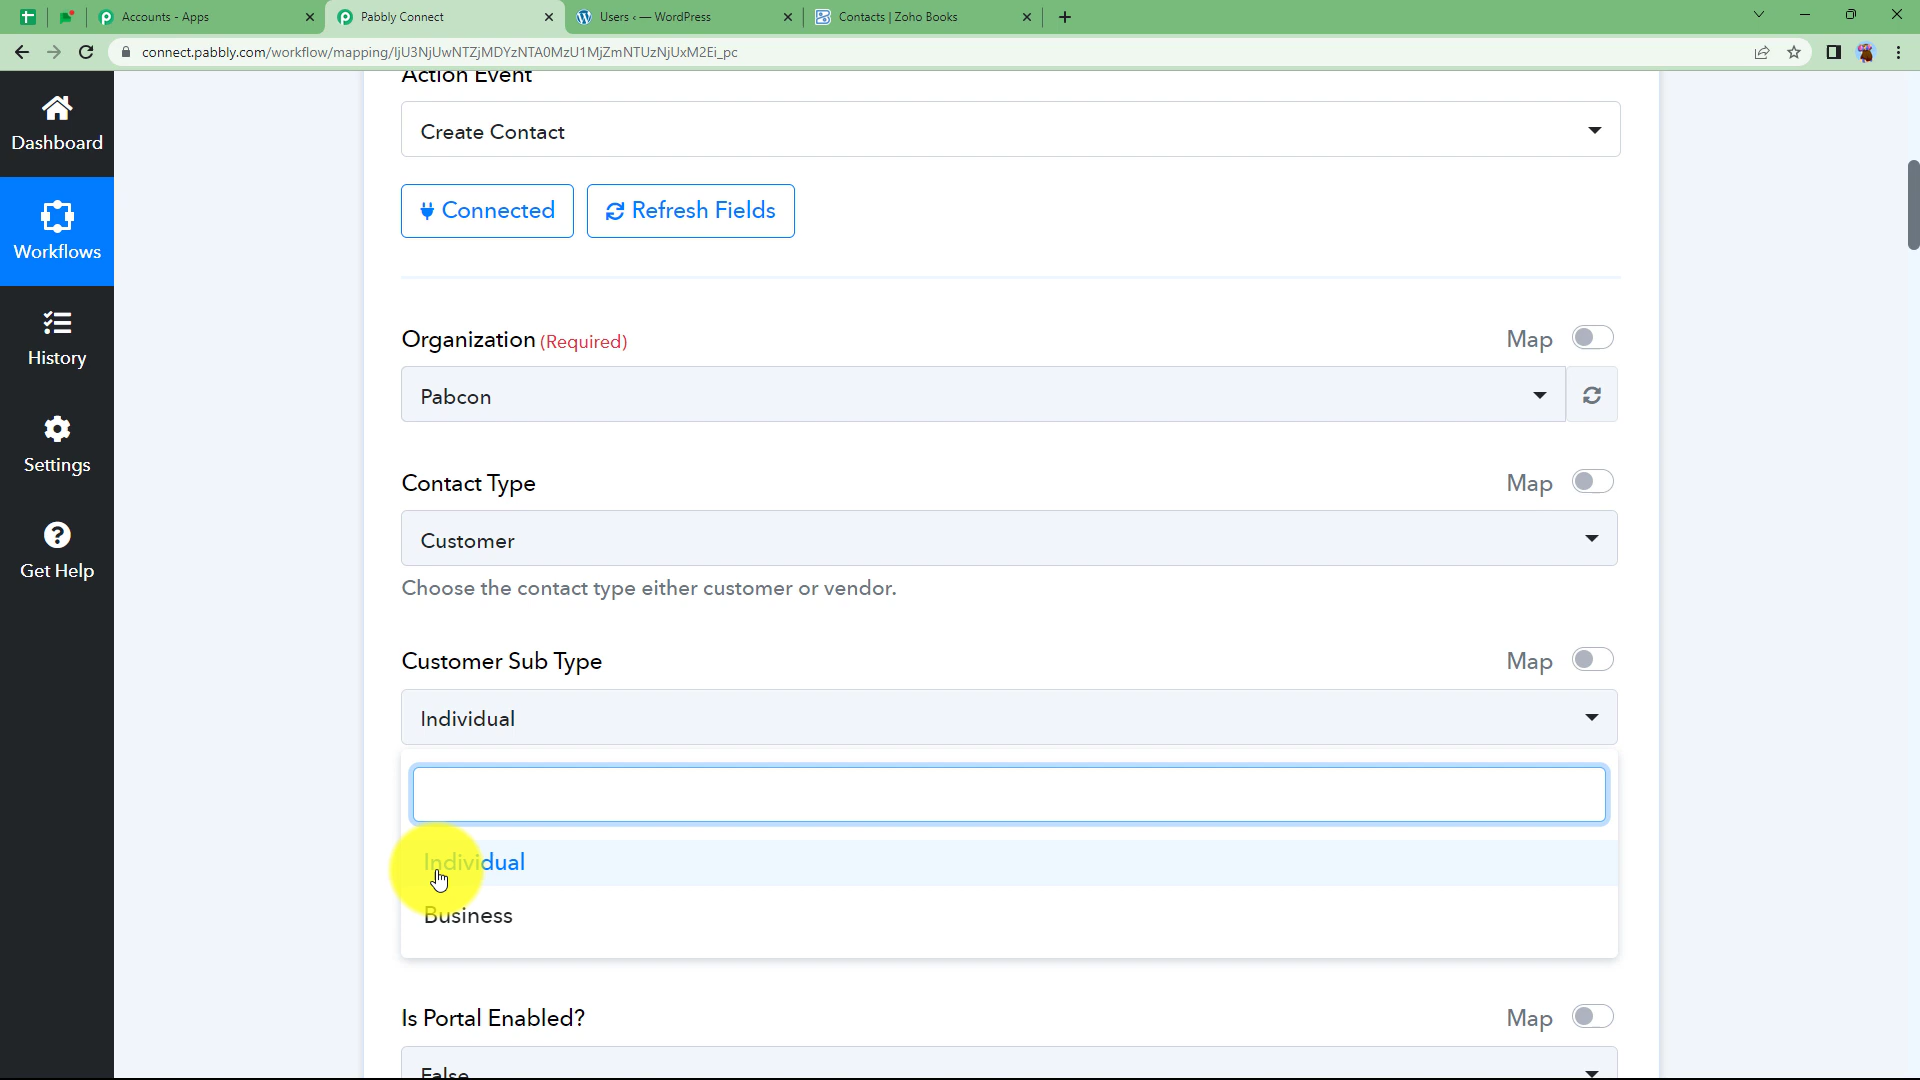 Accounts - Apps
Pabbly Connect
Users ‹ — WordPress
Contacts | Zoho Books
connect.pabbly.com/workflow/mapping/IjU3NjUwNTZjMDYzNTA0MzU1MjZmNTUzNjUxM2Ei_pc
Action Event
Dashboard
Create Contact
Connected
Refresh Fields
Workflows
Organization (Required)
Map
History
Pabcon
Settings
Contact Type
Map
Customer
Get Help
Choose the contact type either customer or vendor.
Customer Sub Type
Map
Individual
Individual
Business
Is Portal Enabled?
Map
False